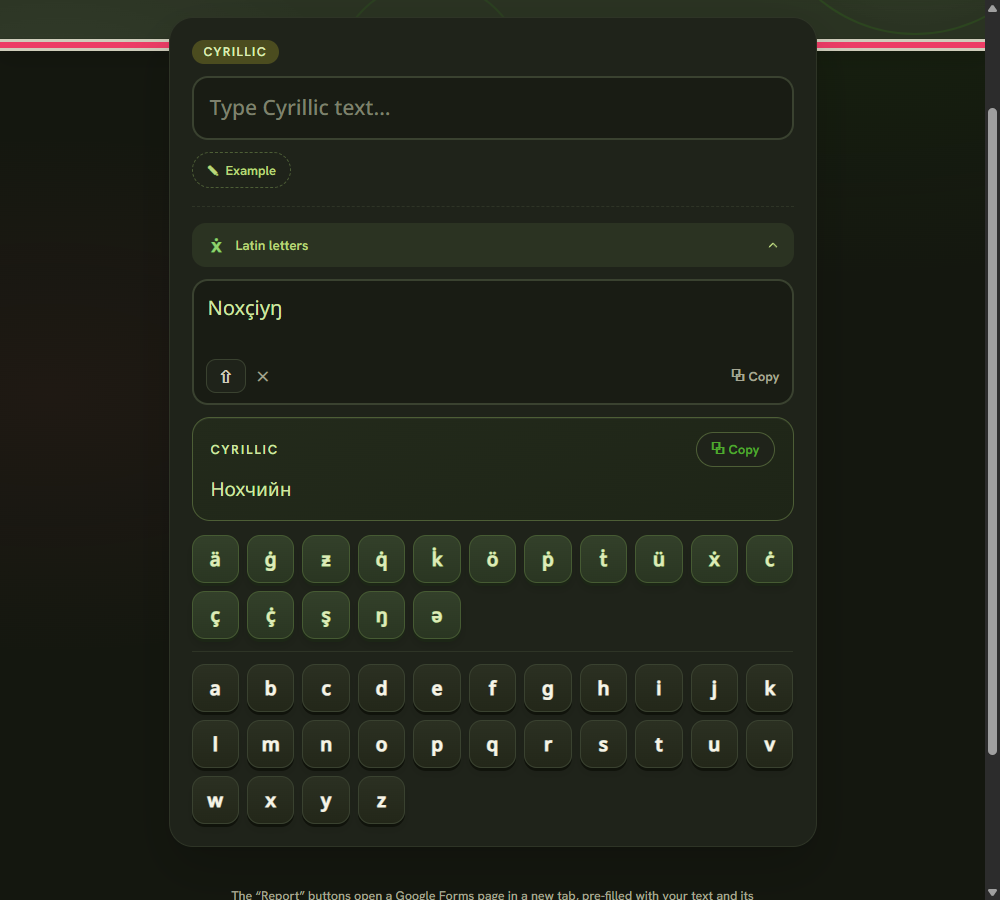 CYRILLIC
Type Cyrillic text...
Example
ẋ Latin letters
Noxçiyŋ
⇧ × Copy
CYRILLIC Copy
Нохчийн
ä ġ ƶ q̇ k̇ ö ṗ ṫ ü ẋ ċ
ç ç̇ ş ŋ ə
a b c d e f g h i j k
l m n o p q r s t u v
w x y z
The “Report” buttons open a Google Forms page in a new tab, pre-filled with your text and its